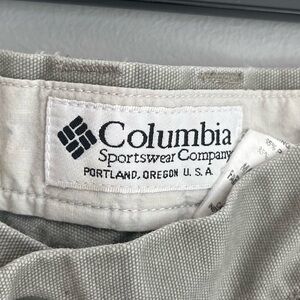 Columbia
Sportswear Company
PORTLAND, OREGON U.S.A